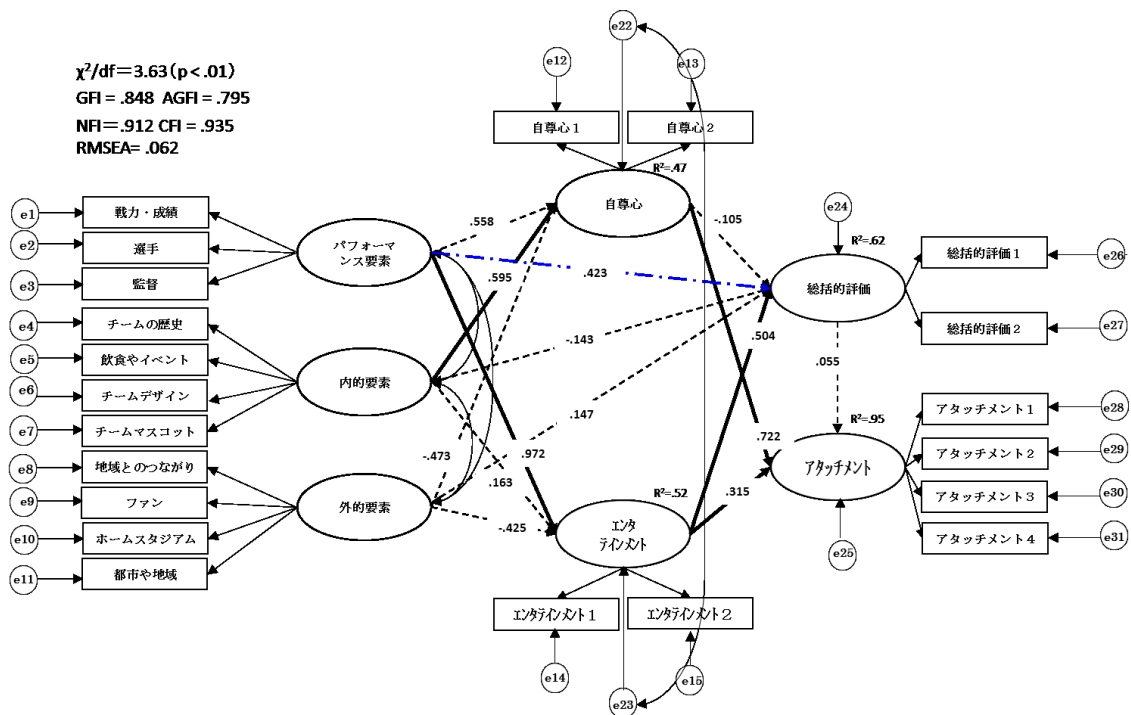 χ²/df＝3.63(p<.01)
GFI = .848 AGFI = .795
NFI＝.912 CFI = .935
RMSEA= .062
e22
e12
e13
自尊心１
自尊心２
R²=.47
自尊心
e1
戦力・成績
e2
選手
e3
監督
e4
チームの歴史
e5
飲食やイベント
e6
チームデザイン
e7
チームマスコット
e8
地域とのつながり
e9
ファン
e10
ホームスタジアム
e11
都市や地域
パフォーマ
ンス要素
内的要素
外的要素
.558
.595
-.105
.423
-.143
.147
.504
-.473
.972
.163
-.425
.722
.315
.055
e24
R²=.62
総括的評価
総括的評価１
e26
総括的評価２
e27
R²=.95
アタッチメント
e25
アタッチメント１
e28
アタッチメント２
e29
アタッチメント３
e30
アタッチメント４
e31
R²=.52
エンタ
テインメント
エンタテインメント１
エンタテインメント２
e14
e23
e15